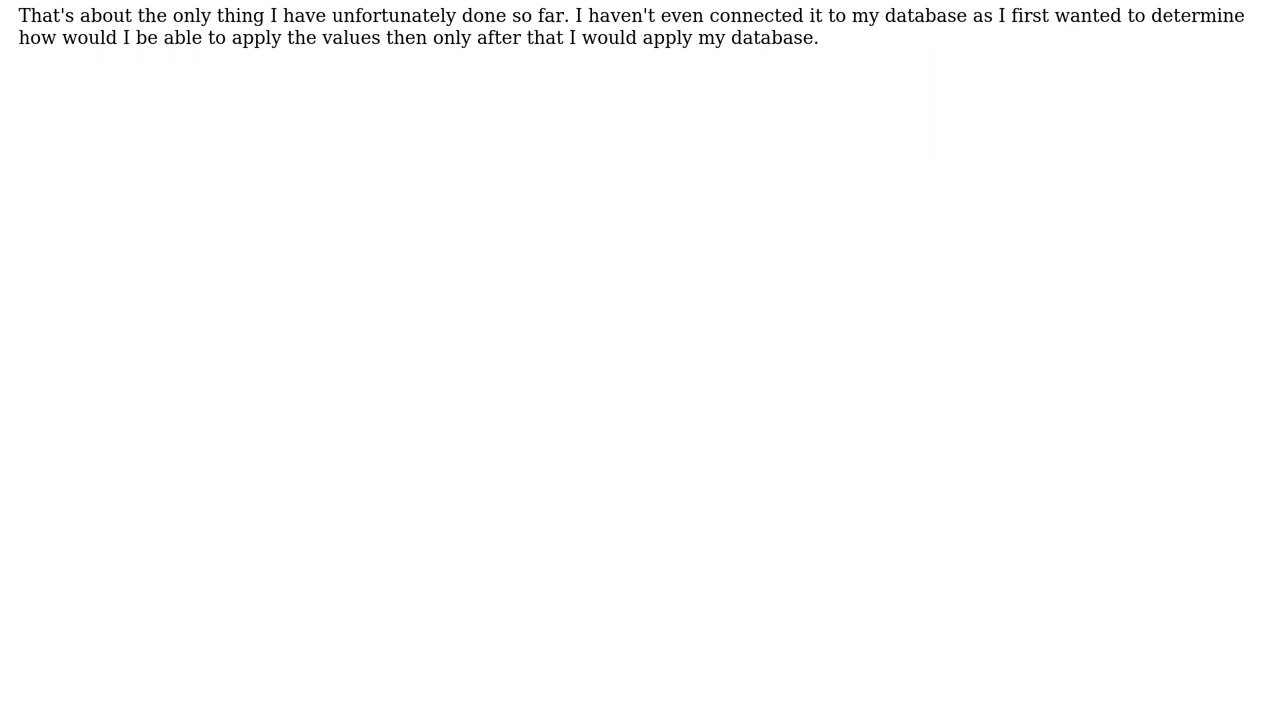 That's about the only thing I have unfortunately done so far. I haven't even connected it to my database as I first wanted to determine
how would I be able to apply the values then only after that I would apply my database.